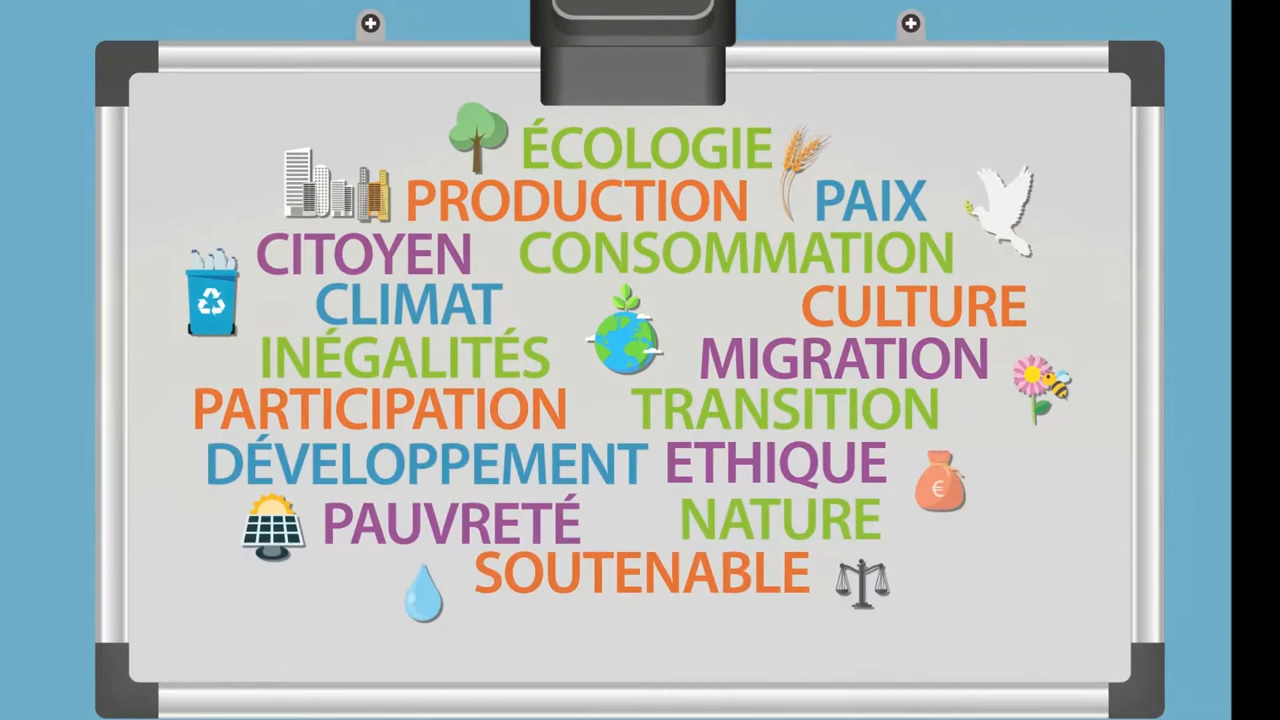 ÉCOLOGIE
PRODUCTION PAIX
CITOYEN CONSOMMATION
CLIMAT CULTURE
INÉGALITÉS MIGRATION
PARTICIPATION TRANSITION
DÉVELOPPEMENT ETHIQUE
€
PAUVRETÉ NATURE
SOUTENABLE